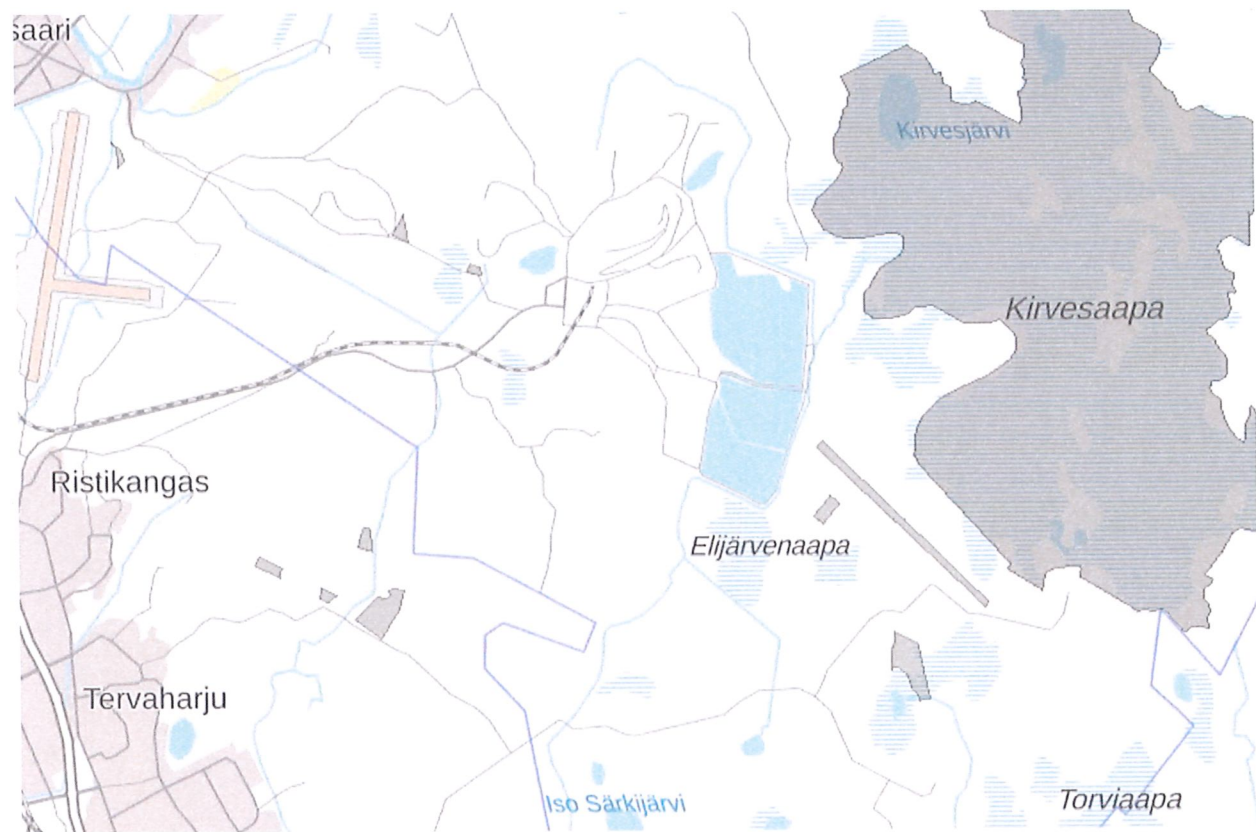 saari
Kirvesjärvi
Kirvesaapa
Ristikangas
Elijärvenaapa
Tervaharju
Iso Särkijärvi
Torviaapa